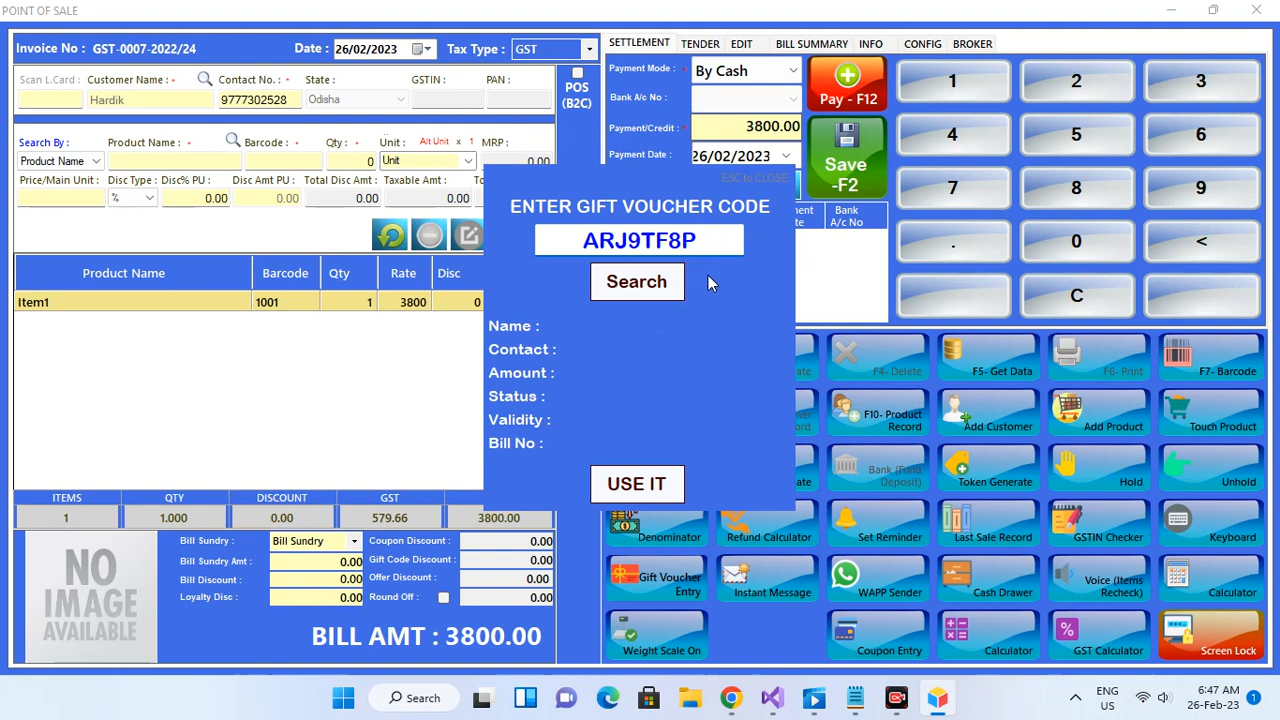 POINT OF SALE
Invoice No : GST-0007-2022/24 Date : 26/02/2023 Tax Type : GST
Scan L.Card : Customer Name : * Contact No. : * State : GSTIN : PAN :
Hardik 9777302528 Odisha
POS (B2C)
Search By : Product Name : * Barcode : Qty : * Unit : Alt Unit x 1 MRP :
Product Name 0 Unit 0.00
Price/Main Unit : Disc Type : Disc% PU : Disc Amt PU : Total Disc Amt : Taxable Amt :
% 0.00 0.00 0.00 0.00
Product Name Barcode Qty Rate Disc
Item1 1001 1 3800 0
ITEMS QTY DISCOUNT GST
1 1.000 0.00 579.66 3800.00
NO IMAGE AVAILABLE
Bill Sundry : Bill Sundry Coupon Discount : 0.00
Bill Sundry Amt : 0.00 Gift Code Discount : 0.00
Bill Discount : 0.00 Offer Discount : 0.00
Loyalty Disc : 0.00 Round Off : 0.00
BILL AMT : 3800.00
SETTLEMENT TENDER EDIT BILL SUMMARY INFO CONFIG BROKER
Payment Mode : By Cash
Bank A/c No :
Payment/Credit : 3800.00
Payment Date : 26/02/2023
Pay - F12
Save -F2
Bank A/c No
1 2 3
4 5 6
7 8 9
. 0 <
C
ESC to CLOSE
ENTER GIFT VOUCHER CODE
ARJ9TF8P
Search
Name :
Contact :
Amount :
Status :
Validity :
Bill No :
USE IT
F4- Delete F5- Get Data F6- Print F7- Barcode
F10- Product Record Add Customer Add Product Touch Product
Bank (Fund Deposit) Token Generate Hold Unhold
Denominator Refund Calculator Set Reminder Last Sale Record GSTIN Checker Keyboard
Gift Voucher Entry Instant Message WAPP Sender Cash Drawer Voice (Items Recheck) Calculator
Weight Scale On Coupon Entry Calculator GST Calculator Screen Lock
Search ENG US 6:47 AM 26-Feb-23 1